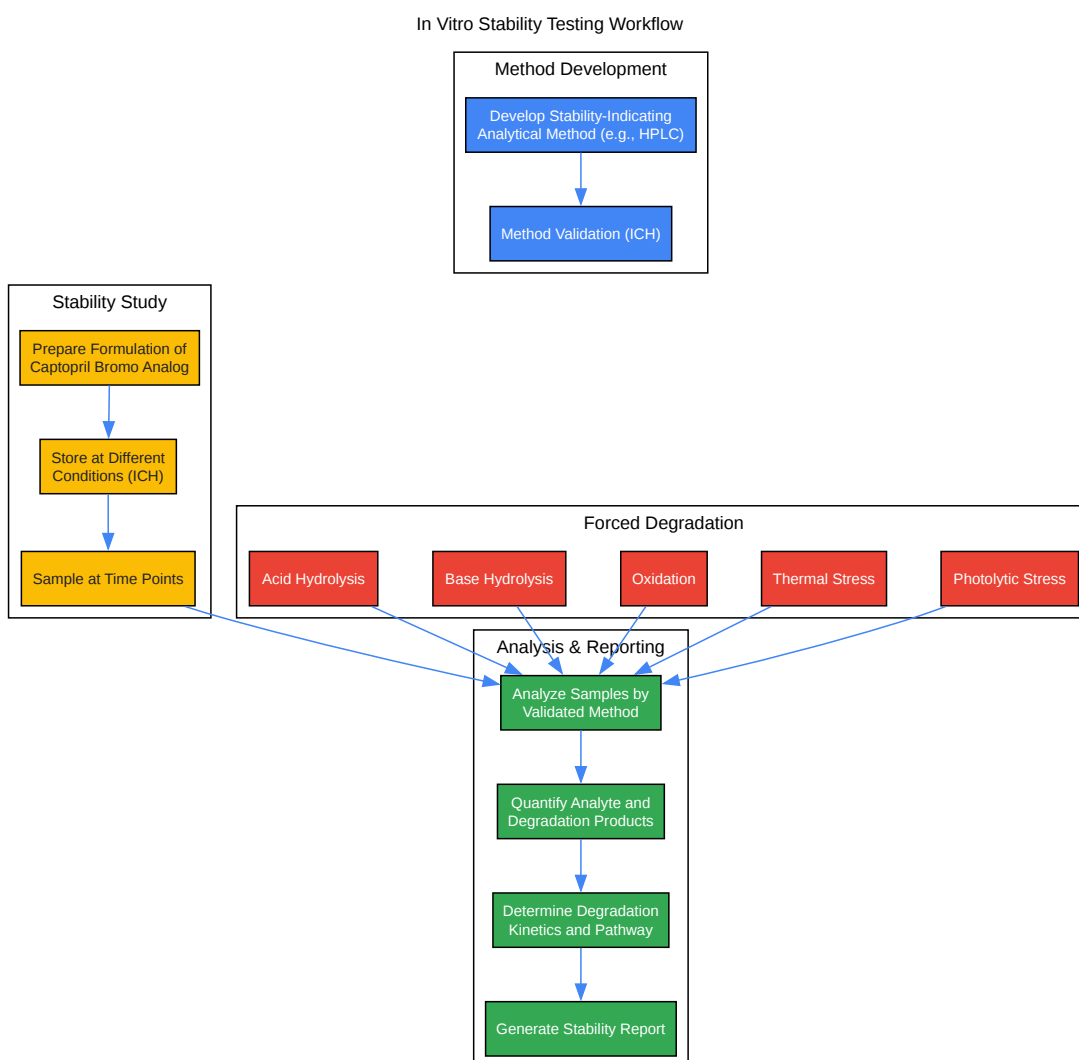 In Vitro Stability Testing Workflow
Method Development
Develop Stability-Indicating
Analytical Method (e.g., HPLC)
Method Validation (ICH)
Stability Study
Prepare Formulation of
Captopril Bromo Analog
Store at Different
Conditions (ICH)
Sample at Time Points
Forced Degradation
Acid Hydrolysis
Base Hydrolysis
Oxidation
Thermal Stress
Photolytic Stress
Analysis & Reporting
Analyze Samples by
Validated Method
Quantify Analyte and
Degradation Products
Determine Degradation
Kinetics and Pathway
Generate Stability Report